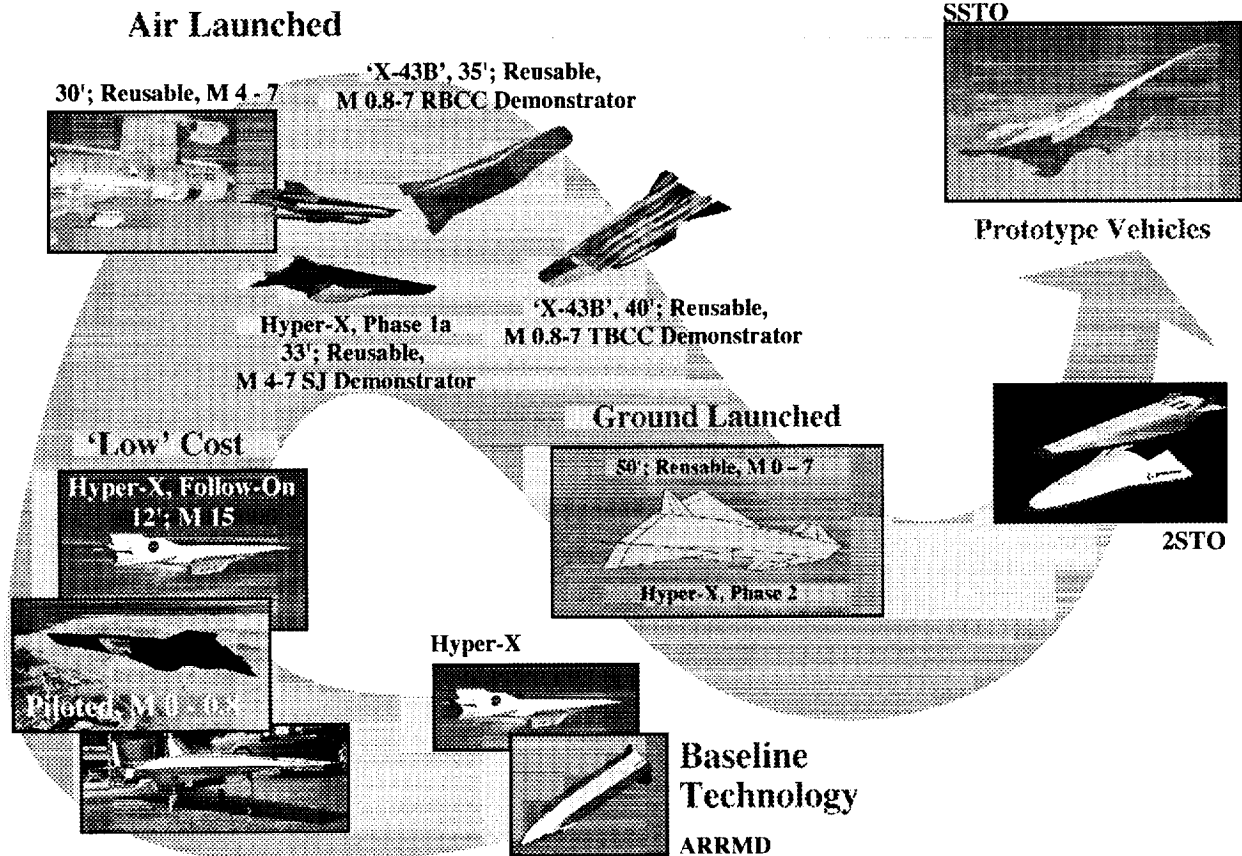 Air Launched
SSTO
'X-43B', 35'; Reusable,
M 0.8-7 RBCC Demonstrator
30'; Reusable, M 4 - 7
Prototype Vehicles
'X-43B', 40'; Reusable,
M 0.8-7 TBCC Demonstrator
Hyper-X, Phase 1a
33'; Reusable,
M 4-7 SJ Demonstrator
Ground Launched
50'; Reusable, M 0 – 7
Hyper-X, Phase 2
2STO
'Low' Cost
Hyper-X, Follow-On
12'; M 15
Piloted, M 0 - 0.8
Hyper-X
Baseline
Technology
ARRMD